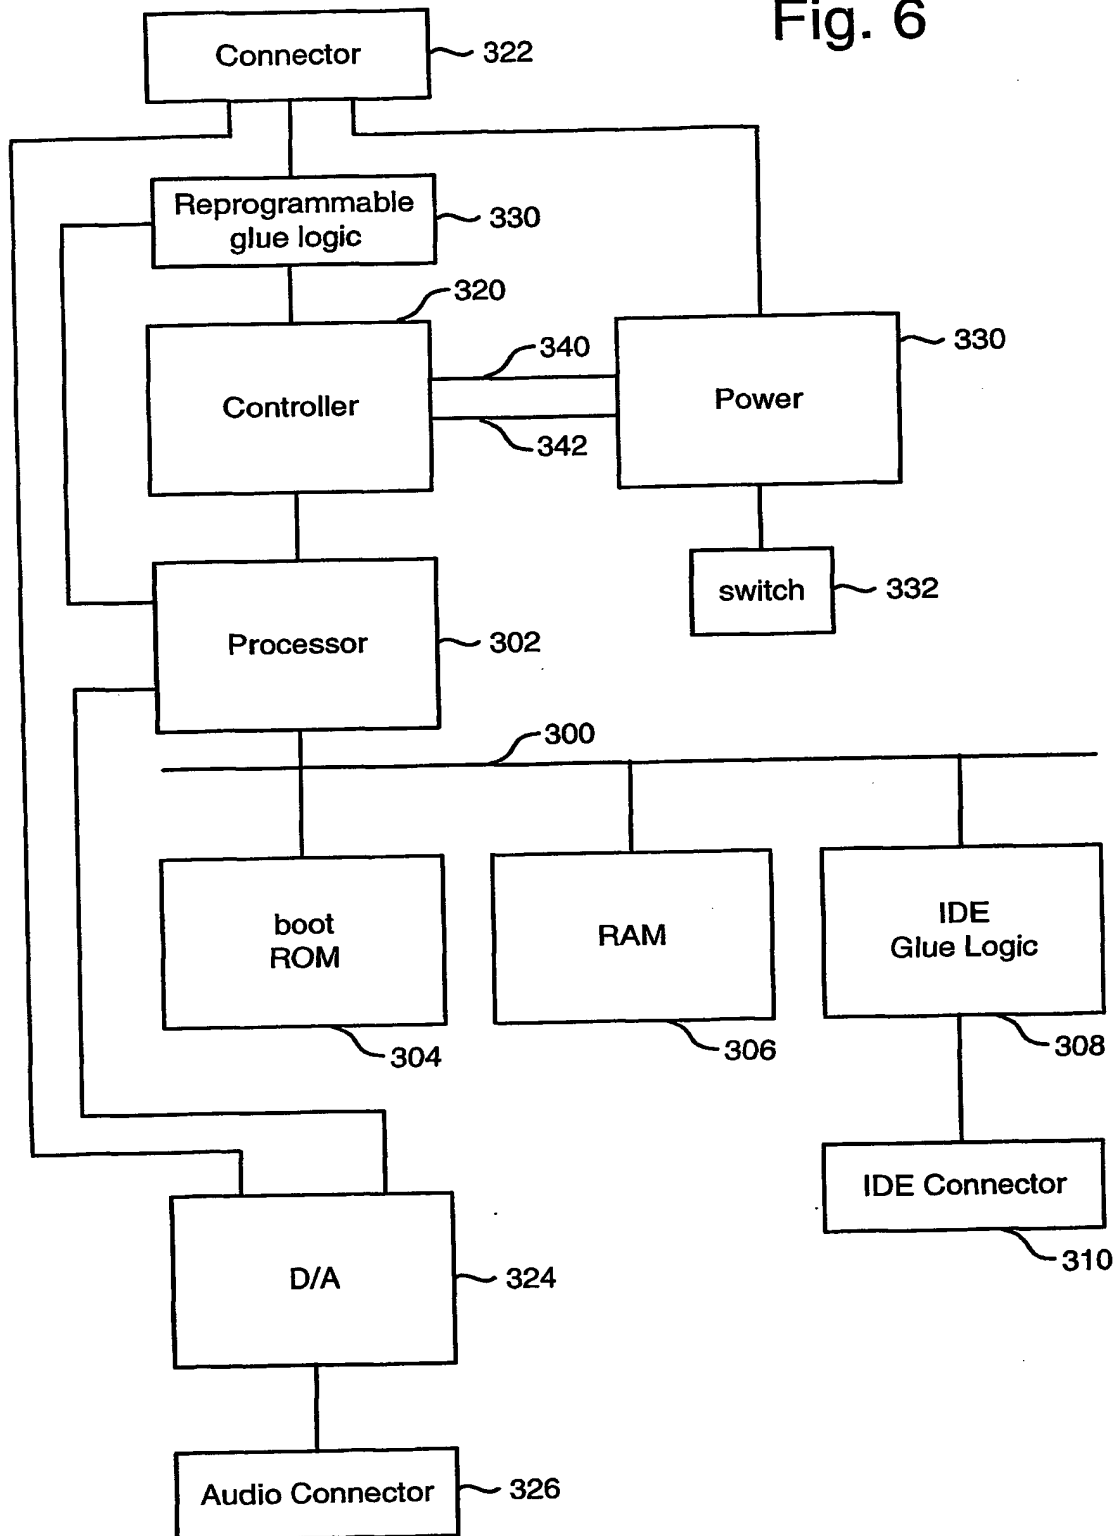 Fig. 6
Connector
322
Reprogrammable
glue logic
330
320
Controller
340
342
Power
330
switch
332
Processor
302
300
boot
ROM
304
RAM
306
IDE
Glue Logic
308
IDE Connector
310
D/A
324
Audio Connector
326